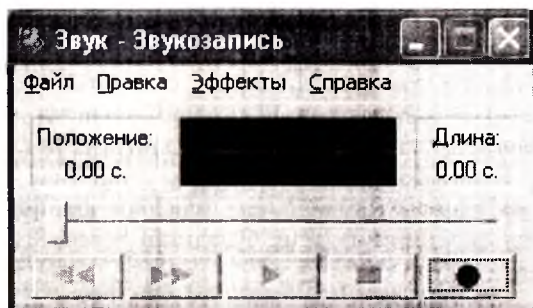 Звук - Звукозапись
Файл Правка Эффекты Справка
Положение:
0,00 с.
Длина:
0,00 с.